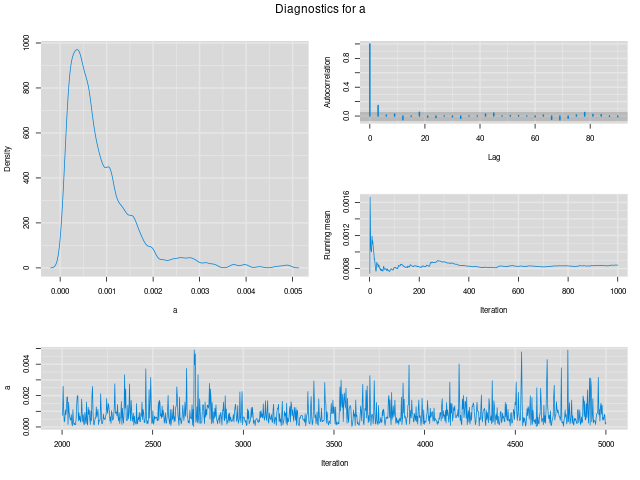 Diagnostics for a
Density
0 200 400 600 800 1000
0.000 0.001 0.002 0.003 0.004 0.005
a
Autocorrelation
0.0 0.4 0.8
0 20 40 60 80
Lag
Running mean
0.0008 0.0012 0.0016
0 200 400 600 800 1000
Iteration
a
0.000 0.002 0.004
2000 2500 3000 3500 4000 4500 5000
Iteration